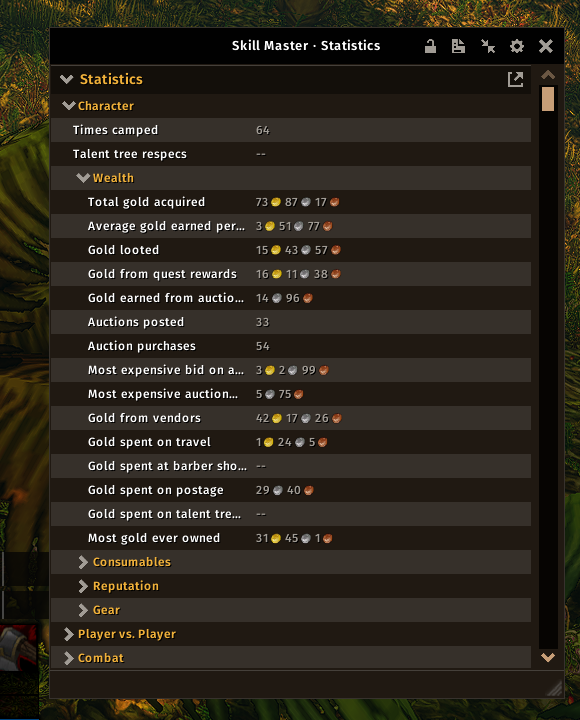 Skill Master · Statistics
Statistics
Character
Times camped 64
Talent tree respecs --
Wealth
Total gold acquired 73 87 17
Average gold earned per... 3 51 77
Gold looted 15 43 57
Gold from quest rewards 16 11 38
Gold earned from auctio... 14 96
Auctions posted 33
Auction purchases 54
Most expensive bid on a... 3 2 99
Most expensive auction... 5 75
Gold from vendors 42 17 26
Gold spent on travel 1 24 5
Gold spent at barber sho... --
Gold spent on postage 29 40
Gold spent on talent tre... --
Most gold ever owned 31 45 1
Consumables
Reputation
Gear
Player vs. Player
Combat